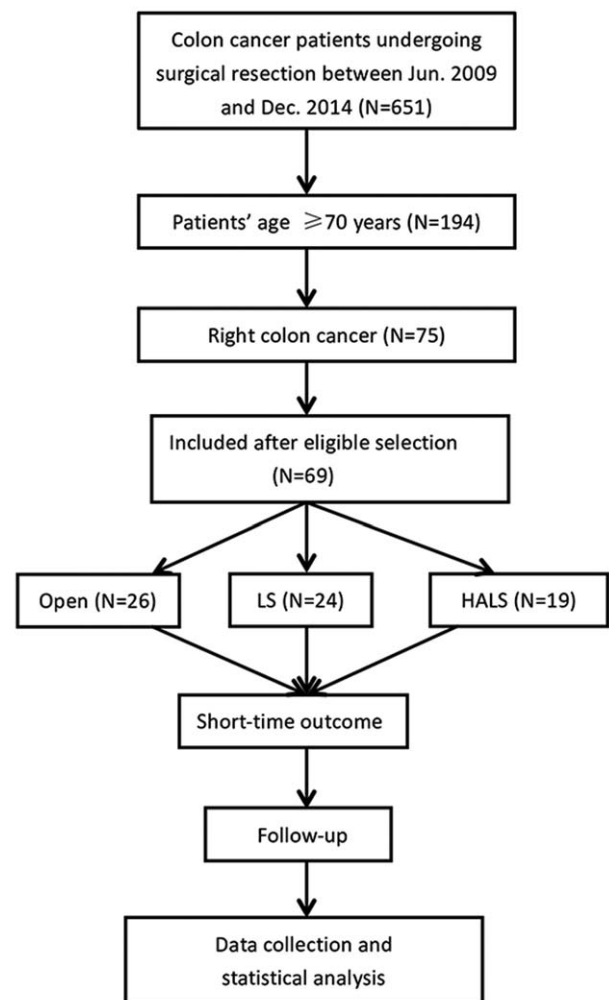 Colon cancer patients undergoing
surgical resection between Jun. 2009
and Dec. 2014 (N=651)
Patients’ age ≥70 years (N=194)
Right colon cancer (N=75)
Included after eligible selection
(N=69)
Open (N=26)
LS (N=24)
HALS (N=19)
Short-time outcome
Follow-up
Data collection and
statistical analysis